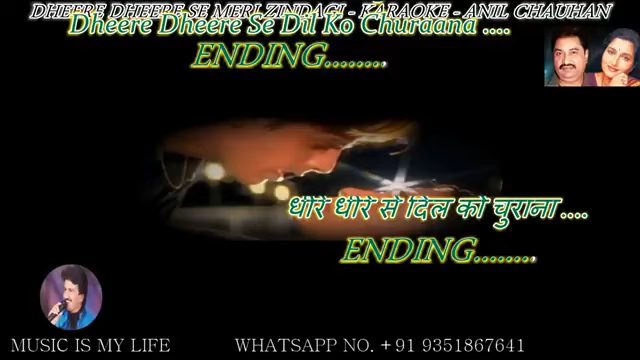 DHEERE DHEERE SE MERI ZINDAGI - KARAOKE - ANIL CHAUHAN
Dheere Dheere Se Dil Ko Churaana ....
ENDING........
धीरे धीरे से दिल को चुराना ....
ENDING........
MUSIC IS MY LIFE
WHATSAPP NO. + 91 9351867641